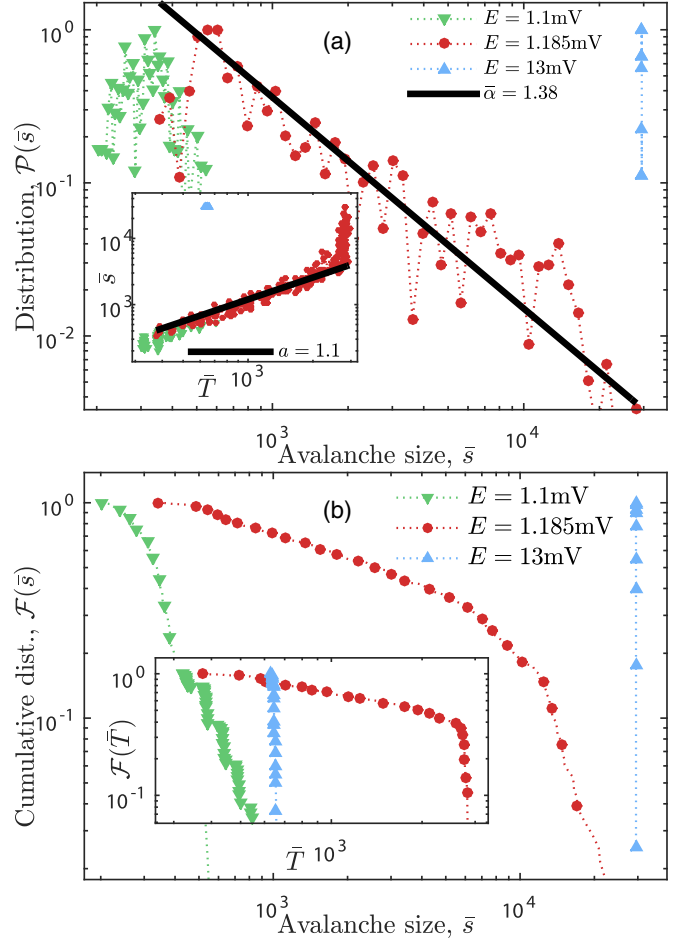 (a)
E = 1.1mV
E = 1.185mV
E = 13mV
ᾱ = 1.38
Distribution, 𝒫(s̄)
10⁰
10⁻¹
10⁻²
10³
10⁴
Avalanche size, s̄
s̄
10⁴
10³
T̄
10³
a = 1.1
(b)
E = 1.1mV
E = 1.185mV
E = 13mV
Cumulative dist., ℱ(s̄)
10⁰
10⁻¹
10³
10⁴
Avalanche size, s̄
ℱ(T̄)
10⁰
10⁻¹
T̄
10³